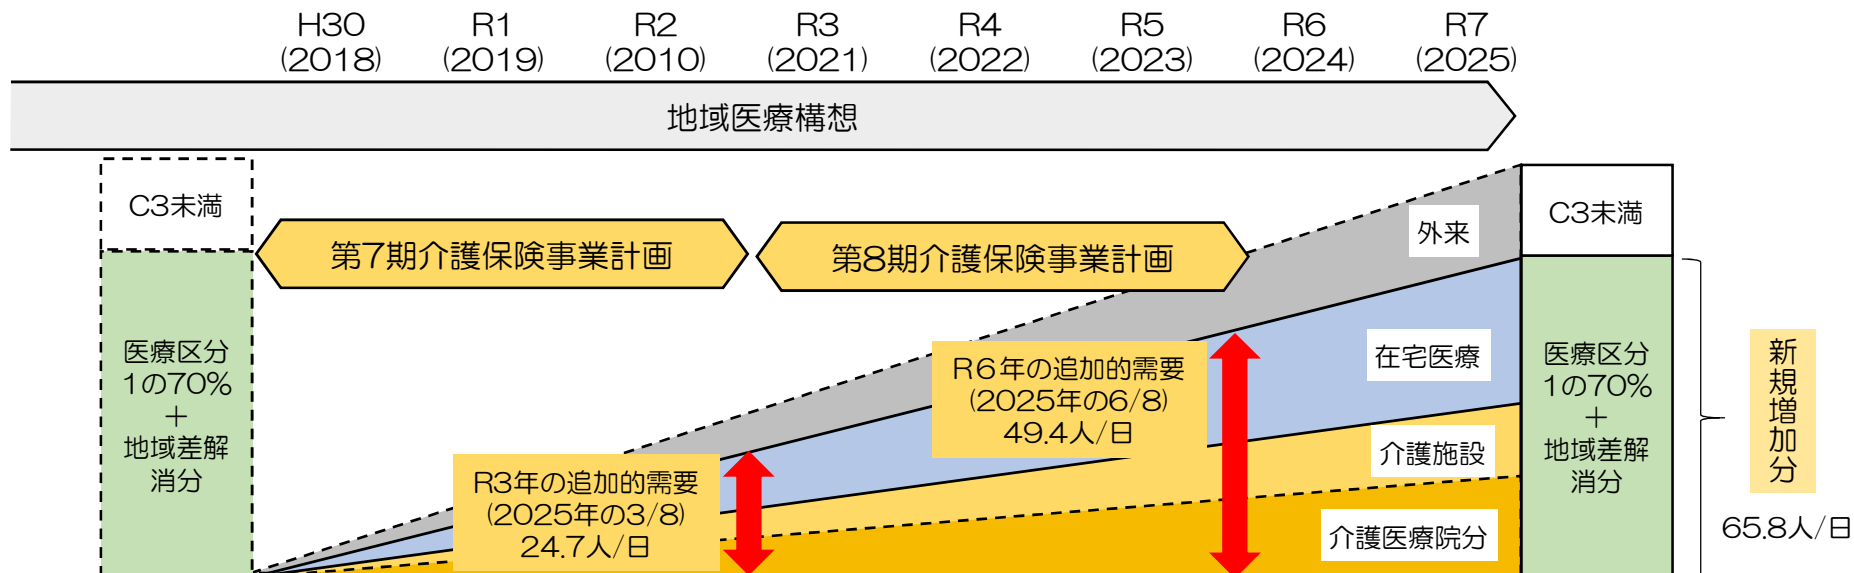 H30 R1 R2 R3 R4 R5 R6 R7
(2018) (2019) (2010) (2021) (2022) (2023) (2024) (2025)
地域医療構想
C3未満
医療区分
1の70%
＋
地域差解
消分
第7期介護保険事業計画
第8期介護保険事業計画
R3年の追加的需要
(2025年の3/8)
24.7人/日
R6年の追加的需要
(2025年の6/8)
49.4人/日
外来
在宅医療
介護施設
介護医療院分
C3未満
医療区分
1の70%
＋
地域差解
消分
新規増加分
65.8人/日